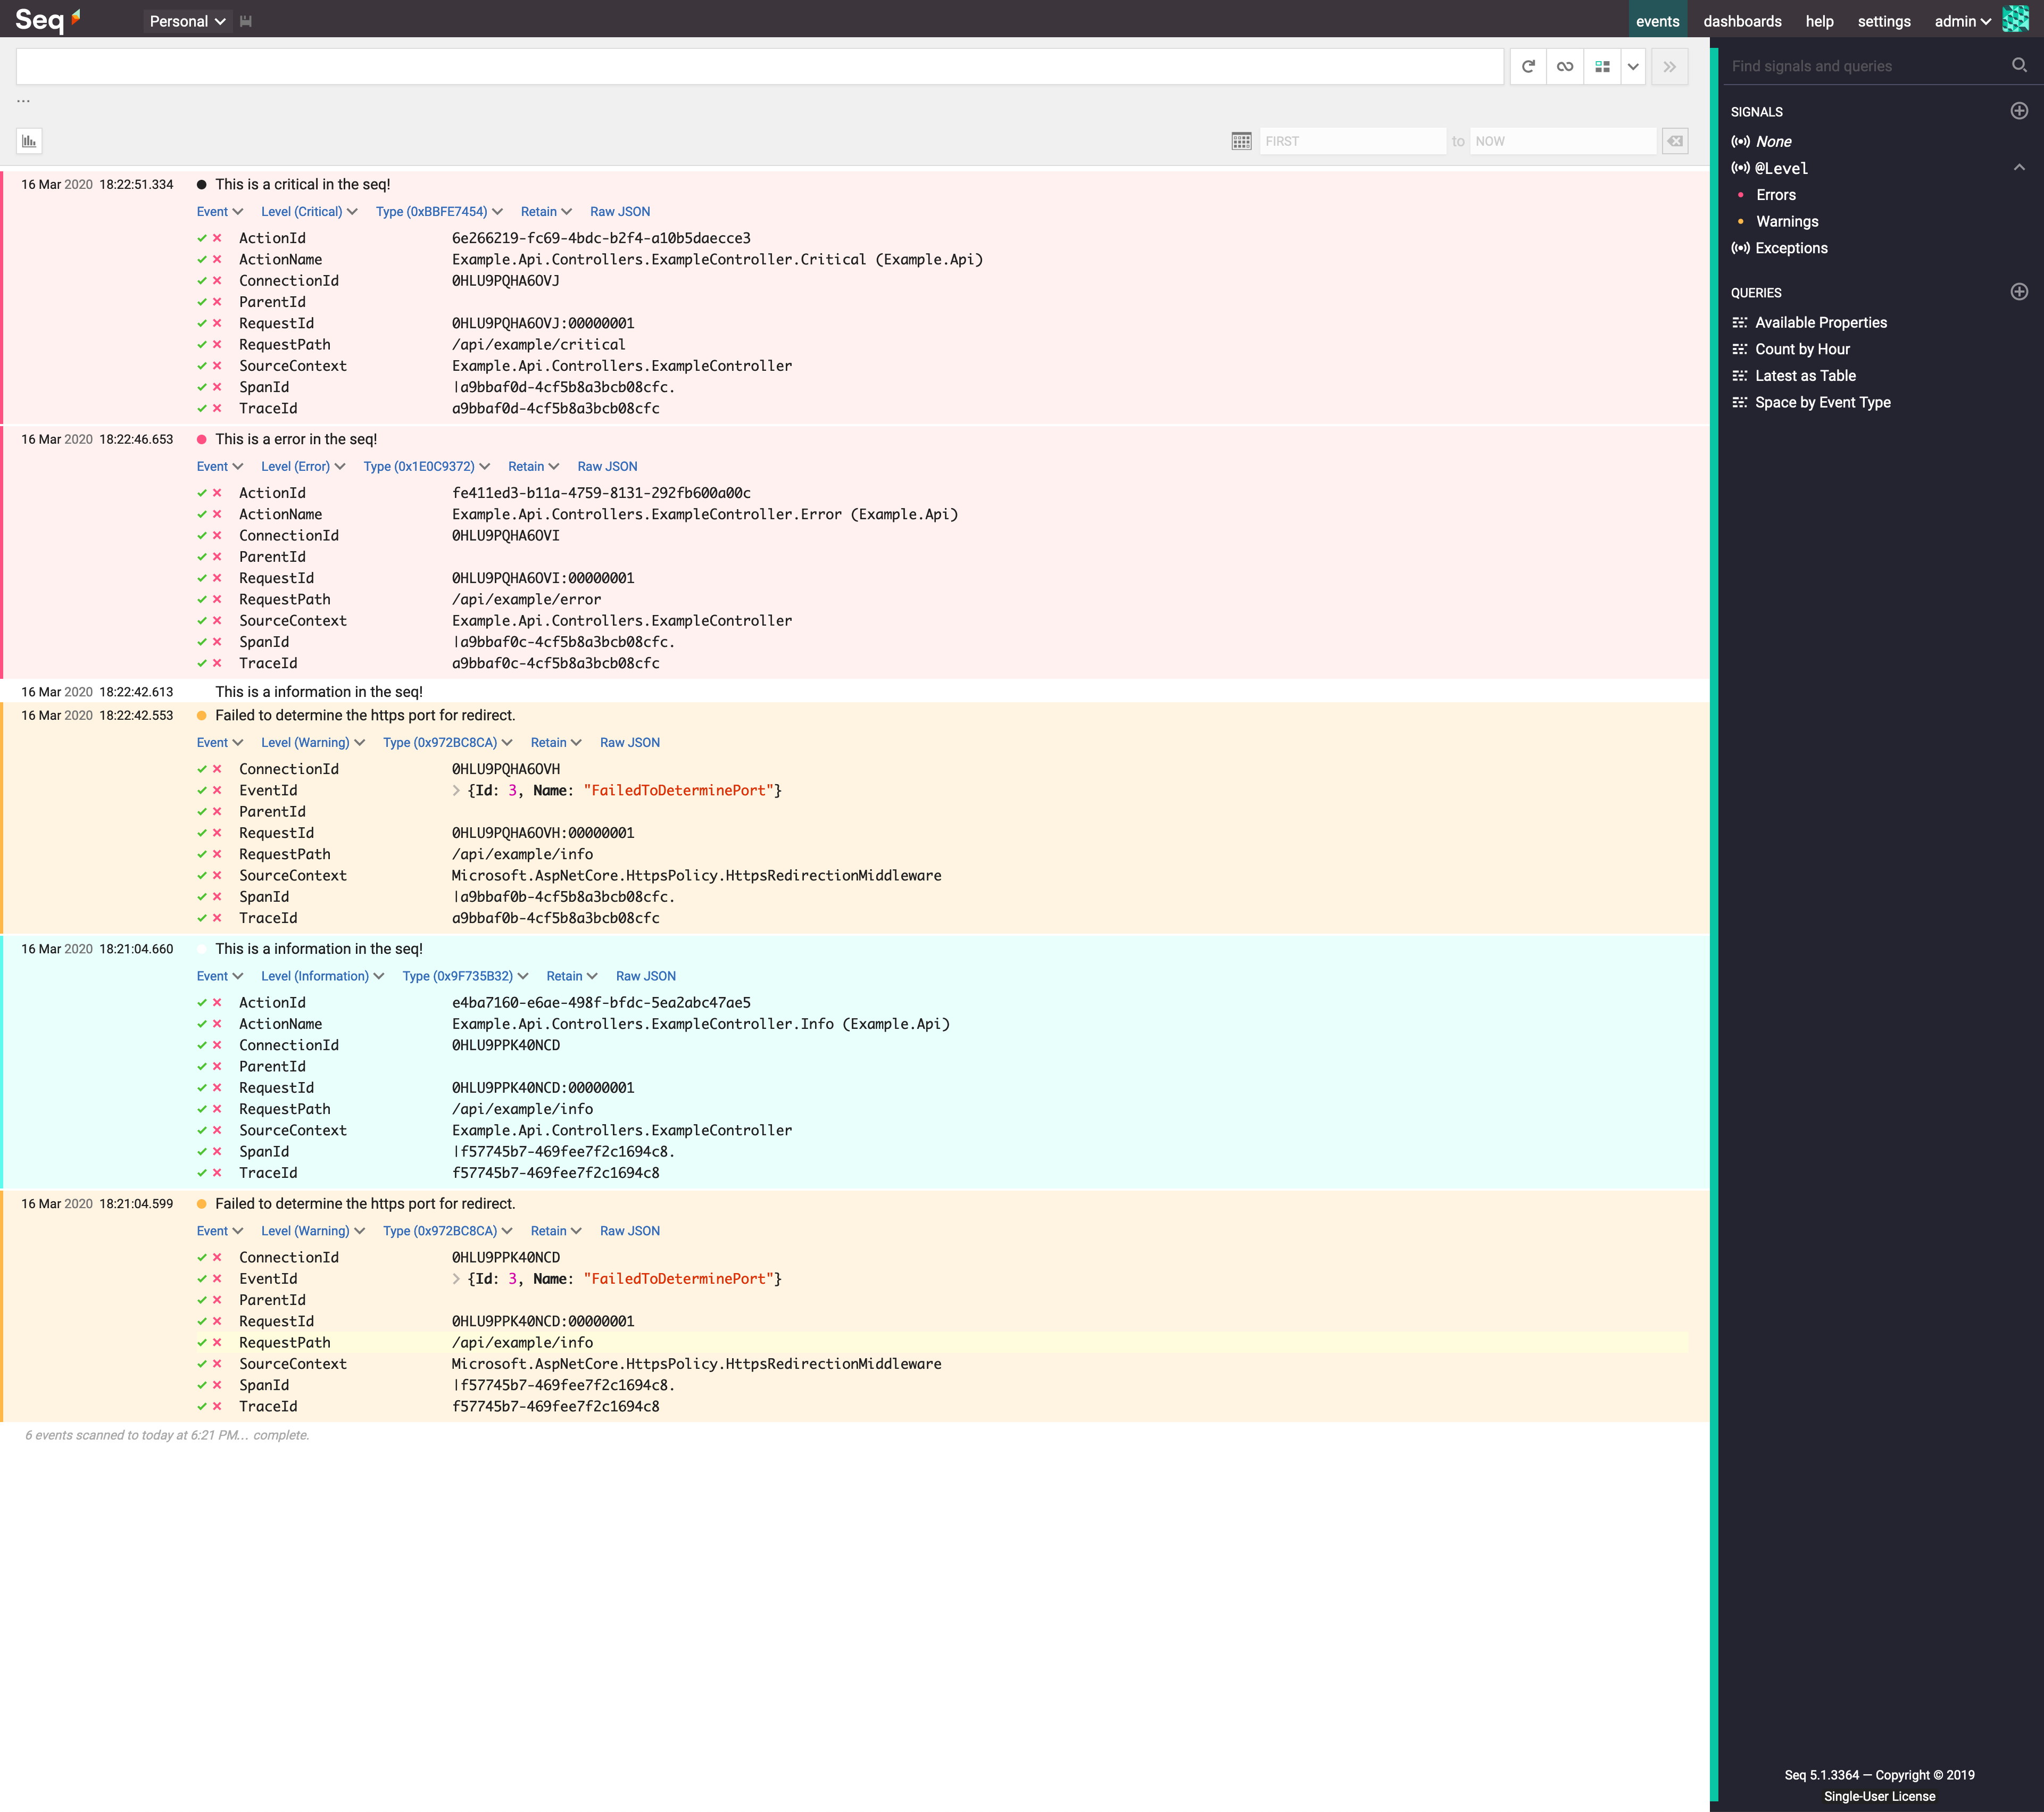 Seq Personal events dashboards help settings admin
...
FIRST to NOW
16 Mar 2020 18:22:51.334 This is a critical in the seq!
Event Level (Critical) Type (0xBBFE7454) Retain Raw JSON
ActionId 6e266219-fc69-4bdc-b2f4-a10b5daecce3
ActionName Example.Api.Controllers.ExampleController.Critical (Example.Api)
ConnectionId 0HLU9PQHA6OVJ
ParentId
RequestId 0HLU9PQHA6OVJ:00000001
RequestPath /api/example/critical
SourceContext Example.Api.Controllers.ExampleController
SpanId |a9bbaf0d-4cf5b8a3bcb08cfc.
TraceId a9bbaf0d-4cf5b8a3bcb08cfc
16 Mar 2020 18:22:46.653 This is a error in the seq!
Event Level (Error) Type (0x1E0C9372) Retain Raw JSON
ActionId fe411ed3-b11a-4759-8131-292fb600a00c
ActionName Example.Api.Controllers.ExampleController.Error (Example.Api)
ConnectionId 0HLU9PQHA6OVI
ParentId
RequestId 0HLU9PQHA6OVI:00000001
RequestPath /api/example/error
SourceContext Example.Api.Controllers.ExampleController
SpanId |a9bbaf0c-4cf5b8a3bcb08cfc.
TraceId a9bbaf0c-4cf5b8a3bcb08cfc
16 Mar 2020 18:22:42.613 This is a information in the seq!
16 Mar 2020 18:22:42.553 Failed to determine the https port for redirect.
Event Level (Warning) Type (0x972BC8CA) Retain Raw JSON
ConnectionId 0HLU9PQHA6OVH
EventId {Id: 3, Name: "FailedToDeterminePort"}
ParentId
RequestId 0HLU9PQHA6OVH:00000001
RequestPath /api/example/info
SourceContext Microsoft.AspNetCore.HttpsPolicy.HttpsRedirectionMiddleware
SpanId |a9bbaf0b-4cf5b8a3bcb08cfc.
TraceId a9bbaf0b-4cf5b8a3bcb08cfc
16 Mar 2020 18:21:04.660 This is a information in the seq!
Event Level (Information) Type (0x9F735B32) Retain Raw JSON
ActionId e4ba7160-e6ae-498f-bfdc-5ea2abc47ae5
ActionName Example.Api.Controllers.ExampleController.Info (Example.Api)
ConnectionId 0HLU9PPK40NCD
ParentId
RequestId 0HLU9PPK40NCD:00000001
RequestPath /api/example/info
SourceContext Example.Api.Controllers.ExampleController
SpanId |f57745b7-469fee7f2c1694c8.
TraceId f57745b7-469fee7f2c1694c8
16 Mar 2020 18:21:04.599 Failed to determine the https port for redirect.
Event Level (Warning) Type (0x972BC8CA) Retain Raw JSON
ConnectionId 0HLU9PPK40NCD
EventId {Id: 3, Name: "FailedToDeterminePort"}
ParentId
RequestId 0HLU9PPK40NCD:00000001
RequestPath /api/example/info
SourceContext Microsoft.AspNetCore.HttpsPolicy.HttpsRedirectionMiddleware
SpanId |f57745b7-469fee7f2c1694c8.
TraceId f57745b7-469fee7f2c1694c8
6 events scanned to today at 6:21 PM... complete.
Find signals and queries
SIGNALS
None
@Level
Errors
Warnings
Exceptions
QUERIES
Available Properties
Count by Hour
Latest as Table
Space by Event Type
Seq 5.1.3364 — Copyright © 2019
Single-User License